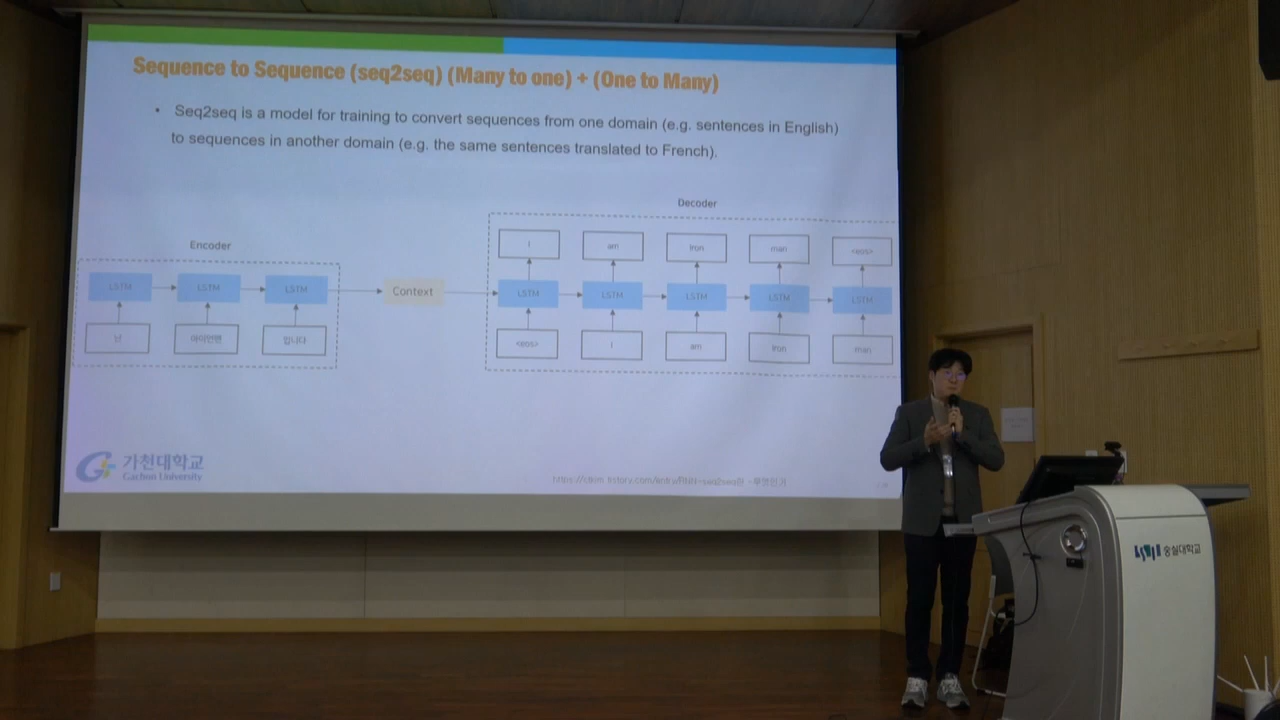 Sequence to Sequence (seq2seq) (Many to one) + (One to Many)
• Seq2seq is a model for training to convert sequences from one domain (e.g. sentences in English)
to sequences in another domain (e.g. the same sentences translated to French).
Decoder
I am Iron man <eos>
Encoder
LSTM LSTM LSTM
Context
LSTM LSTM LSTM LSTM LSTM
난 아이언맨 입니다
<eos> I am Iron man
가천대학교
Gachon University
숭실대학교